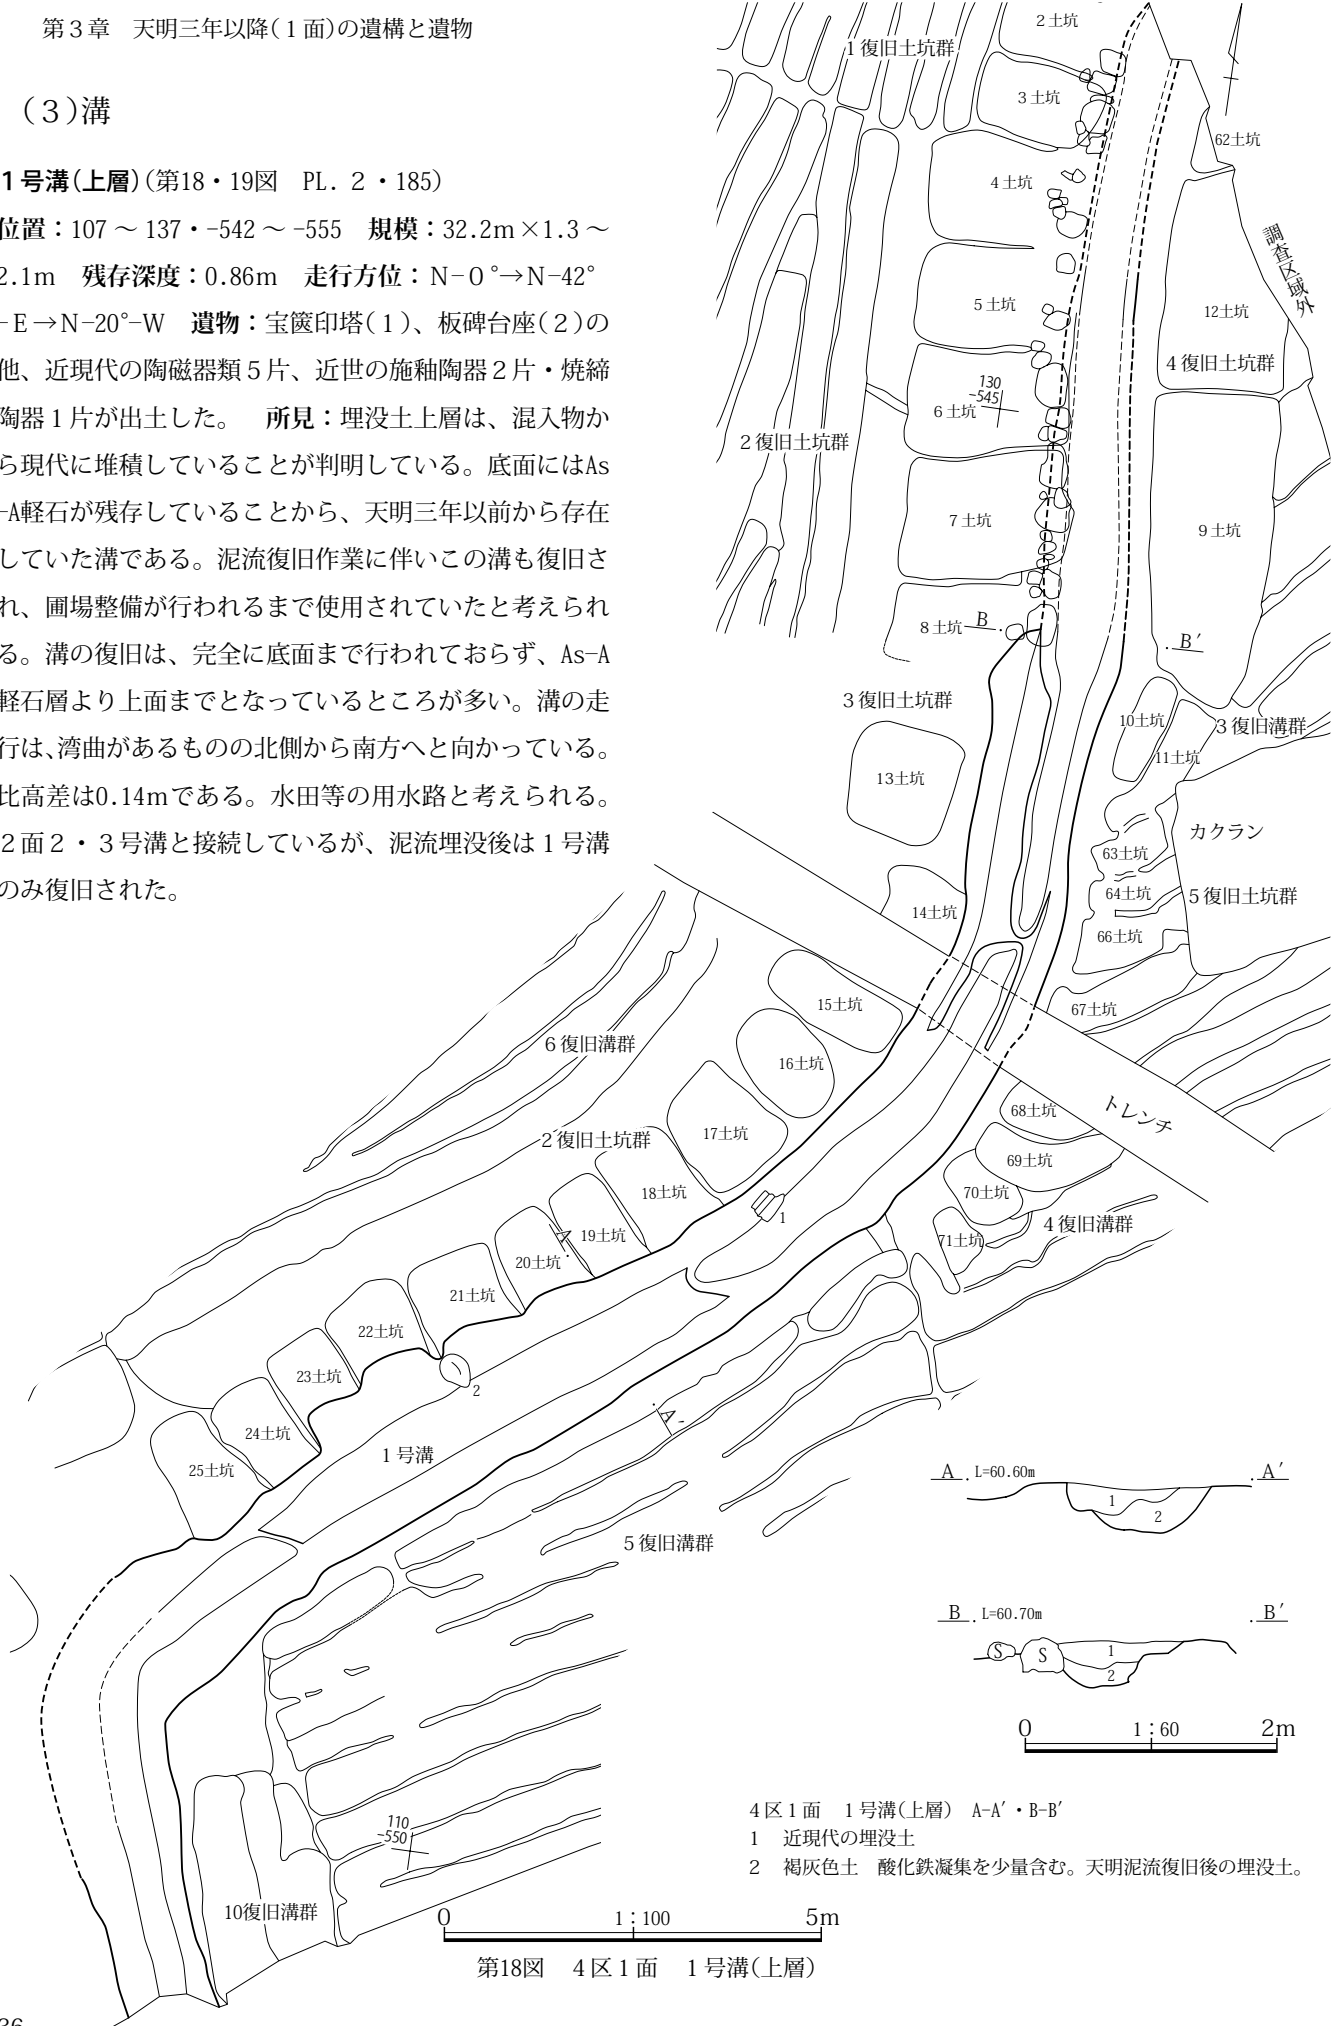 第３章　天明三年以降(１面)の遺構と遺物
(３)溝
１号溝(上層)(第18・19図　PL. 2・185)
位置：107 ～ 137・-542 ～ -555　規模：32.2m×1.3 ～
2.1m　残存深度：0.86m　走行方位：N-0°→N-42°
-E→N-20°-W　遺物：宝篋印塔(１)、板碑台座(２)の
他、近現代の陶磁器類５片、近世の施釉陶器２片・焼締
陶器１片が出土した。　所見：埋没土上層は、混入物か
ら現代に堆積していることが判明している。底面にはAs
-A軽石が残存していることから、天明三年以前から存在
していた溝である。泥流復旧作業に伴いこの溝も復旧さ
れ、圃場整備が行われるまで使用されていたと考えられ
る。溝の復旧は、完全に底面まで行われておらず、As-A
軽石層より上面までとなっているところが多い。溝の走
行は、湾曲があるものの北側から南方へと向かっている。
比高差は0.14mである。水田等の用水路と考えられる。
２面２・３号溝と接続しているが、泥流埋没後は１号溝
のみ復旧された。
２土坑
１復旧土坑群
３土坑
62土坑
４土坑
調査区域外
５土坑
12土坑
４復旧土坑群
130
-545
６土坑
２復旧土坑群
７土坑
９土坑
８土坑
B
B′
３復旧土坑群
10土坑
３復旧溝群
11土坑
13土坑
カクラン
63土坑
64土坑
５復旧土坑群
14土坑
66土坑
15土坑
67土坑
６復旧溝群
16土坑
68土坑
トレンチ
17土坑
２復旧土坑群
69土坑
18土坑
70土坑
1
４復旧溝群
19土坑
A
71土坑
20土坑
21土坑
22土坑
23土坑
2
A′
24土坑
１号溝
25土坑
A
L=60.60m
A′
1
2
５復旧溝群
B
L=60.70m
B′
S
S
1
2
0
1：60
2m
４区１面　１号溝(上層)　A-A′・B-B′
1　近現代の埋没土
2　褐灰色土　酸化鉄凝集を少量含む。天明泥流復旧後の埋没土。
110
-550
10復旧溝群
0
1：100
5m
第18図　４区１面　１号溝(上層)